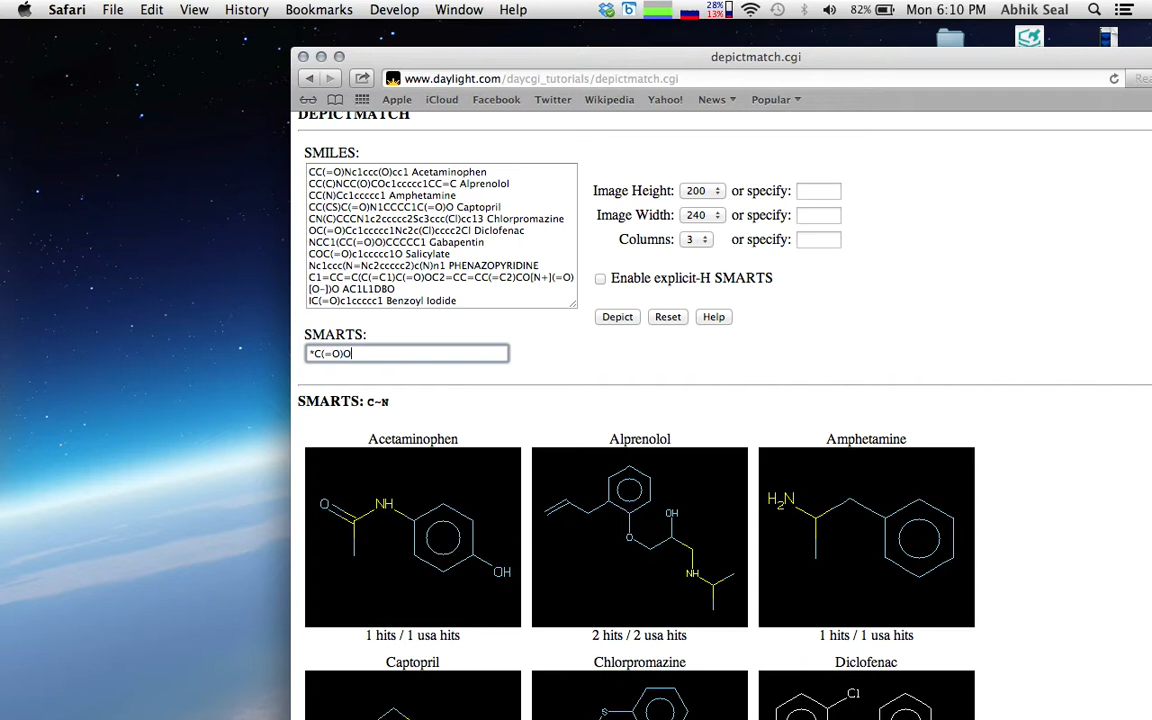 Safari File Edit View History Bookmarks Develop Window Help 28% 13% 82% Mon 6:10 PM Abhik Seal
depictmatch.cgi
www.daylight.com/daycgi_tutorials/depictmatch.cgi
Apple iCloud Facebook Twitter Wikipedia Yahoo! News Popular
DEPICTMATCH
SMILES:
CC(=O)Nc1ccc(O)cc1 Acetaminophen
CC(C)NCC(O)COc1ccccc1CC=C Alprenolol
CC(N)Cc1ccccc1 Amphetamine
CC(CS)C(=O)N1CCCC1C(=O)O Captopril
CN(C)CCCN1c2ccccc2Sc3ccc(Cl)cc13 Chlorpromazine
OC(=O)Cc1ccccc1Nc2c(Cl)cccc2Cl Diclofenac
NCC1(CC(=O)O)CCCCC1 Gabapentin
COC(=O)c1ccccc1O Salicylate
Nc1ccc(N=Nc2ccccc2)c(N)n1 PHENAZOPYRIDINE
C1=CC=C(C(=C1)C(=O)OC2=CC=CC(=C2)CO[N+](=O)
[O-])O AC1L1DBO
IC(=O)c1ccccc1 Benzoyl Iodide
Image Height: 200 or specify:
Image Width: 240 or specify:
Columns: 3 or specify:
Enable explicit-H SMARTS
Depict Reset Help
SMARTS:
*C(=O)O
SMARTS: C~N
Acetaminophen Alprenolol Amphetamine
O NH OH
OH O NH
H2N
1 hits / 1 usa hits 2 hits / 2 usa hits 1 hits / 1 usa hits
Captopril Chlorpromazine Diclofenac
S Cl